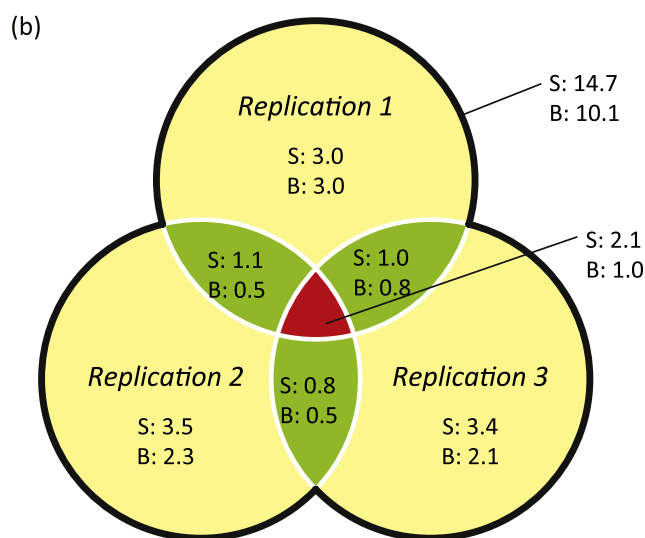 (b)
S: 14.7
B: 10.1
Replication 1
S: 3.0
B: 3.0
S: 2.1
B: 1.0
S: 1.1
B: 0.5
S: 1.0
B: 0.8
Replication 2
S: 3.5
B: 2.3
S: 0.8
B: 0.5
Replication 3
S: 3.4
B: 2.1